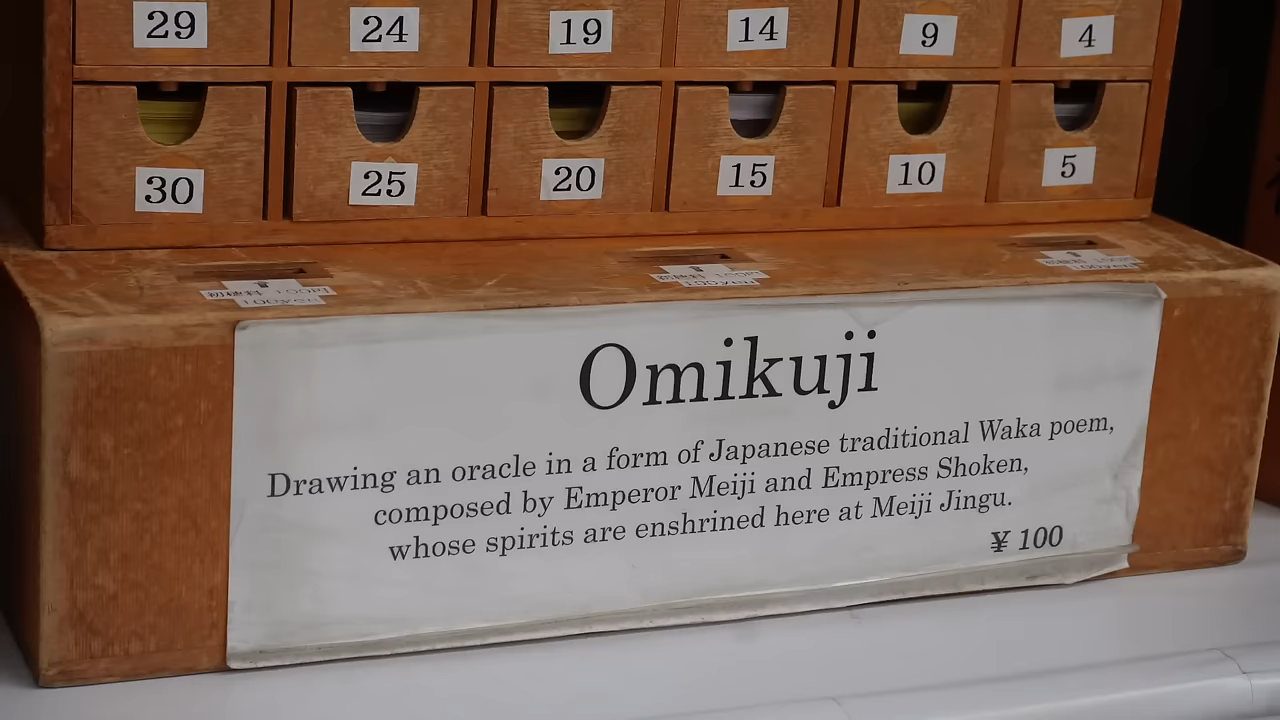 29 24 19 14 9 4
30 25 20 15 10 5
Omikuji
Drawing an oracle in a form of Japanese traditional Waka poem,
composed by Emperor Meiji and Empress Shoken,
whose spirits are enshrined here at Meiji Jingu.
¥ 100